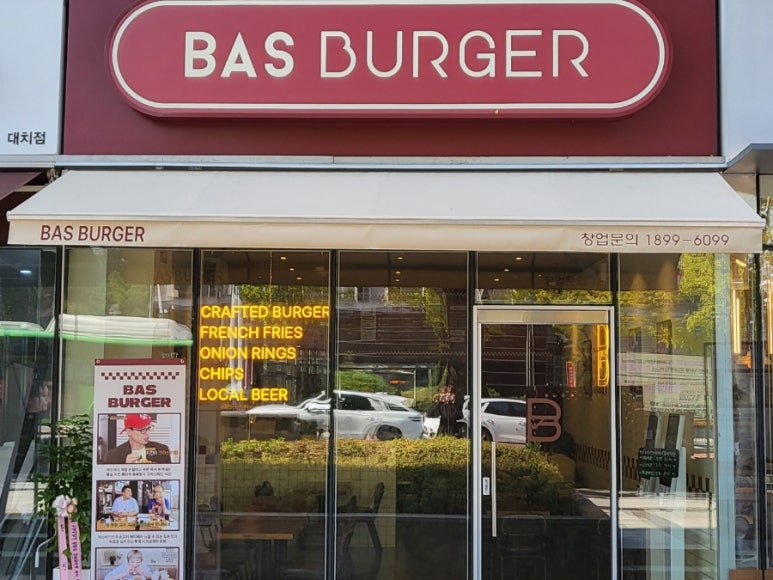 BAS BURGER
대치점
BAS BURGER
창업문의 1899-6099
CRAFTED BURGER
FRENCH FRIES
ONION RINGS
CHIPS
LOCAL BEER
BAS
BURGER
B